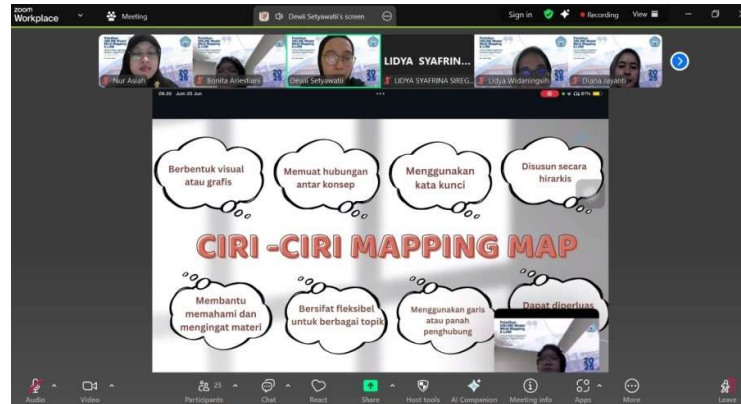 zoom
Workplace
Meeting
Dewii Setyawatii's screen
Sign in
Recording
View
Nur Asiah
Bonita Ariestiani
Dewii Setyawatii
LIDYA SYAFRIN...
LIDYA SYAFRINA SIREG...
Lidya Widaningsih
Diana Jayanti
Berbentuk visual
atau grafis
Memuat hubungan
antar konsep
Menggunakan
kata kunci
Disusun secara
hirarkis
CIRI -CIRI MAPPING MAP
Membantu
memahami dan
mengingat materi
Bersifat fleksibel
untuk berbagai topik
Menggunakan garis
atau panah
penghubung
Dapat diperluas
Audio
Video
25
Participants
Chat
React
Share
Host tools
AI Companion
Meeting info
Apps
More
Leave